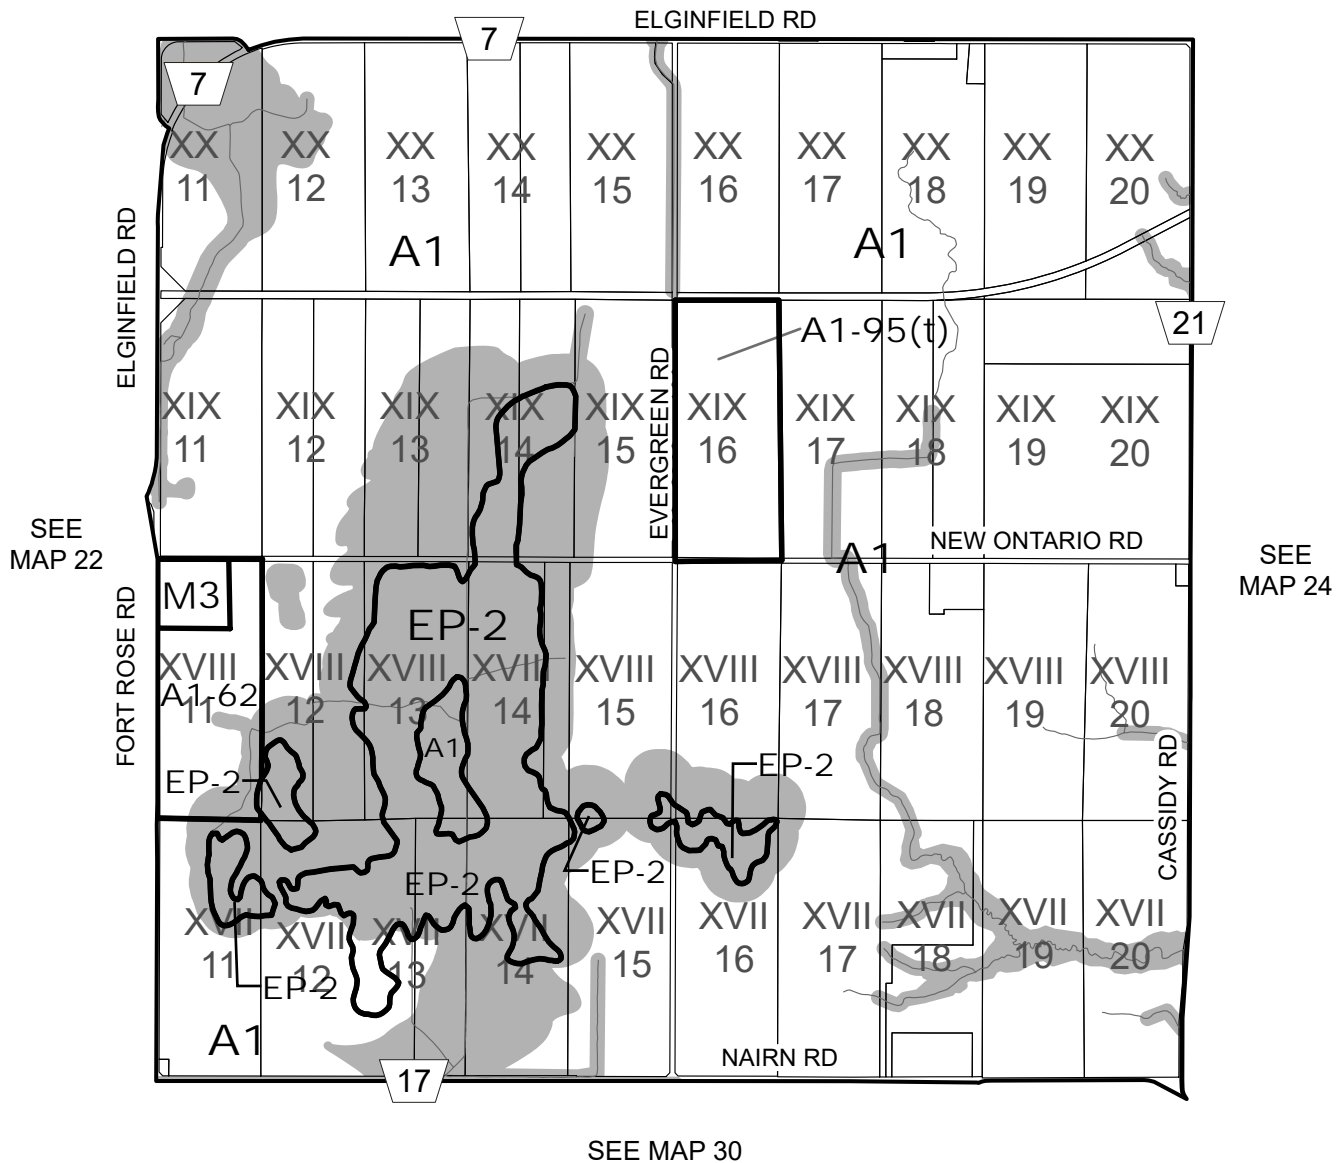 ELGINFIELD RD
7
7
XX
11
XX
12
XX
13
XX
14
XX
15
XX
16
XX
17
XX
18
XX
19
XX
20
ELGINFIELD RD
A1
A1
21
A1-95(t)
EVERGREEN RD
XIX
11
XIX
12
XIX
13
XIX
14
XIX
15
XIX
16
XIX
17
XIX
18
XIX
19
XIX
20
SEE
MAP 22
NEW ONTARIO RD
A1
SEE
MAP 24
M3
FORT ROSE RD
EP-2
XVIII
11
A1-62
XVIII
12
XVIII
13
XVIII
14
XVIII
15
XVIII
16
XVIII
17
XVIII
18
XVIII
19
XVIII
20
A1
EP-2
EP-2
CASSIDY RD
EP-2
EP-2
XVII
11
XVII
12
XVII
13
XVII
14
XVII
15
XVII
16
XVII
17
XVII
18
XVII
19
XVII
20
EP-2
A1
NAIRN RD
17
SEE MAP 30